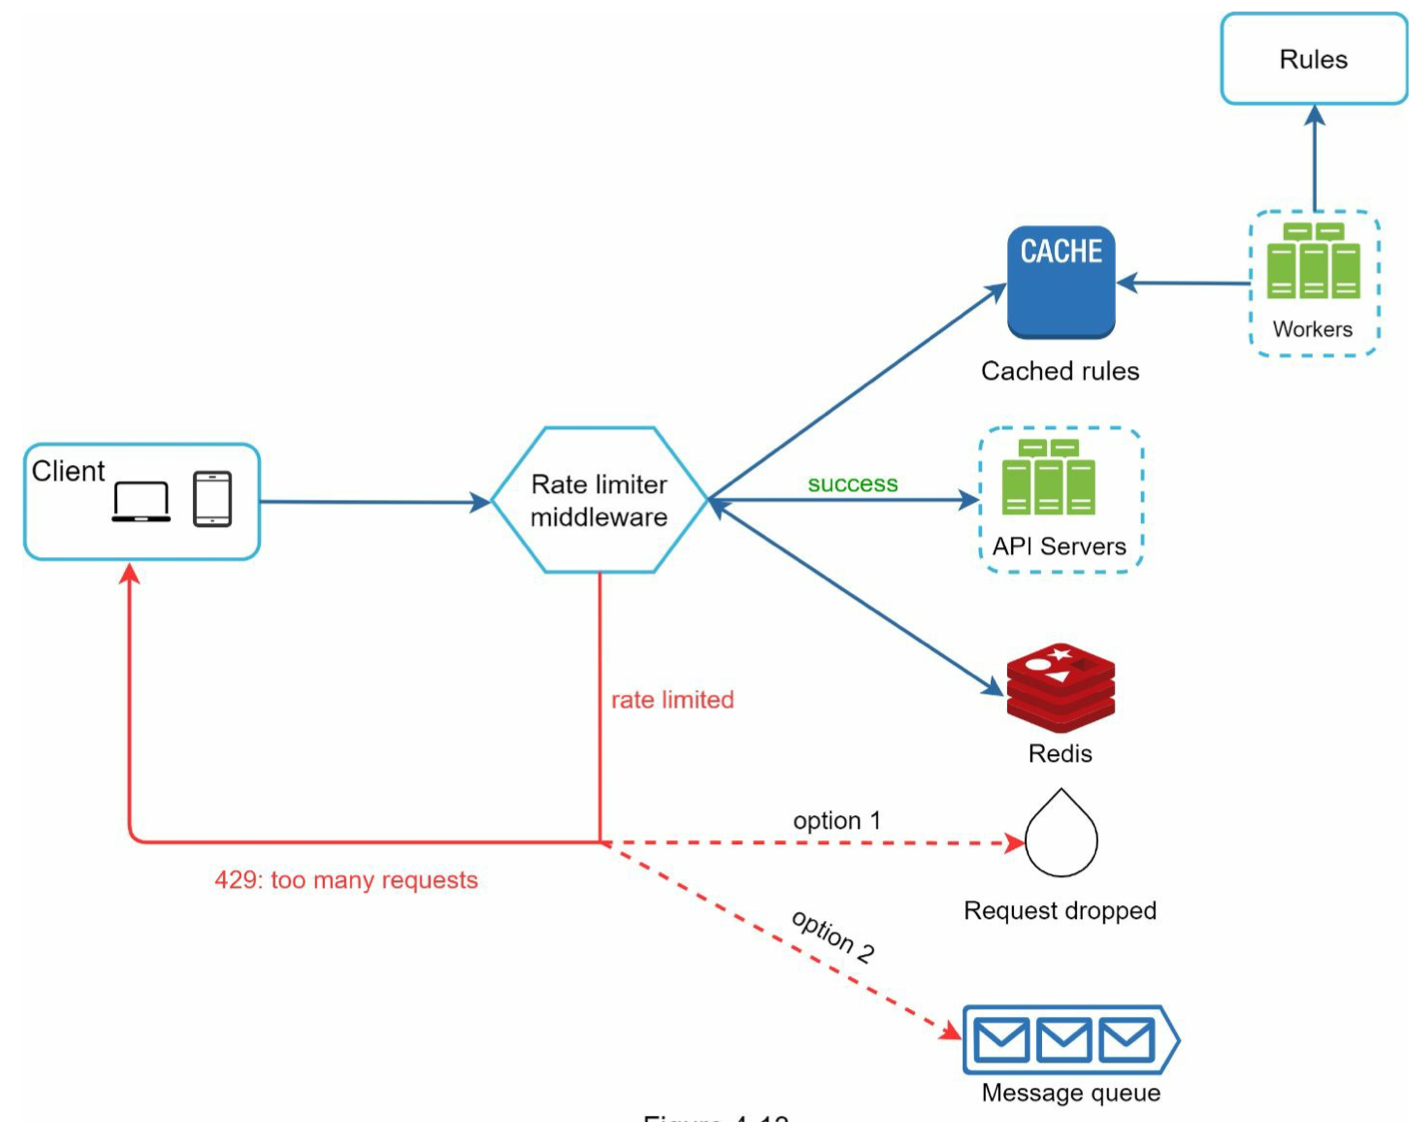 Rules
CACHE
Workers
Cached rules
Client
Rate limiter
middleware
success
API Servers
rate limited
Redis
option 1
429: too many requests
Request dropped
option 2
Message queue